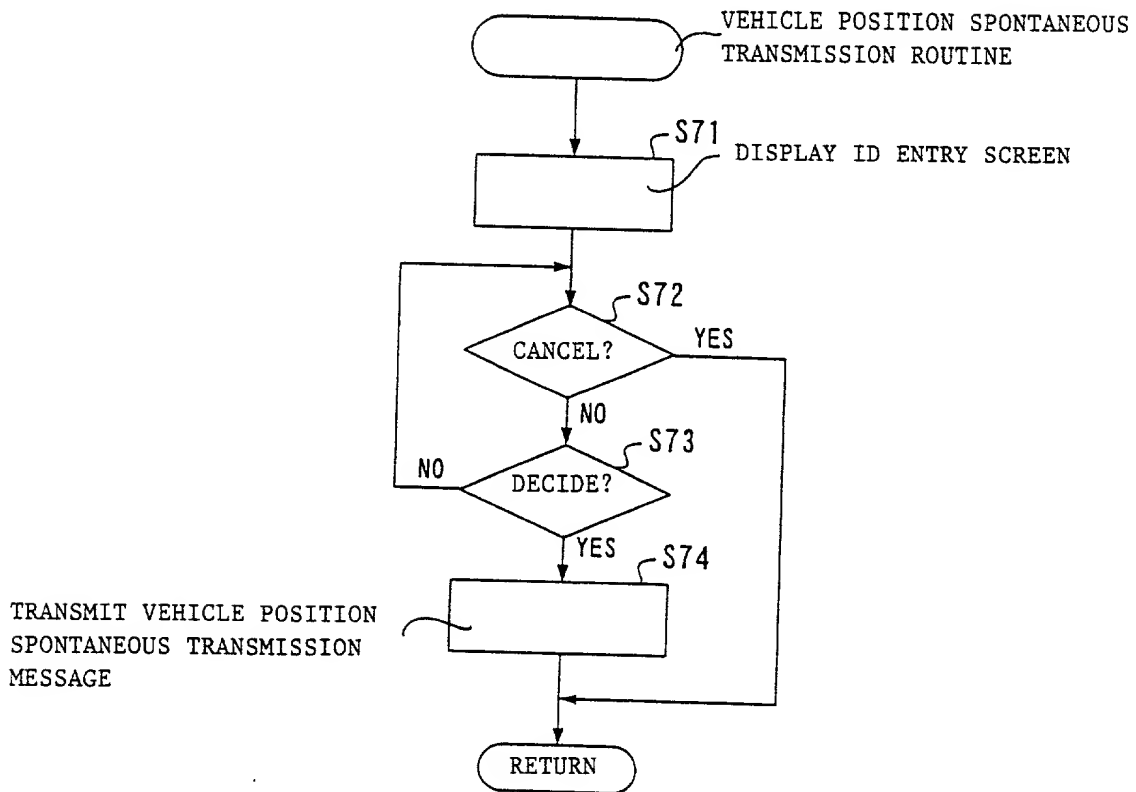 VEHICLE POSITION SPONTANEOUS
TRANSMISSION ROUTINE
S71
DISPLAY ID ENTRY SCREEN
S72
CANCEL?
YES
NO
S73
NO
DECIDE?
YES
S74
TRANSMIT VEHICLE POSITION
SPONTANEOUS TRANSMISSION
MESSAGE
RETURN